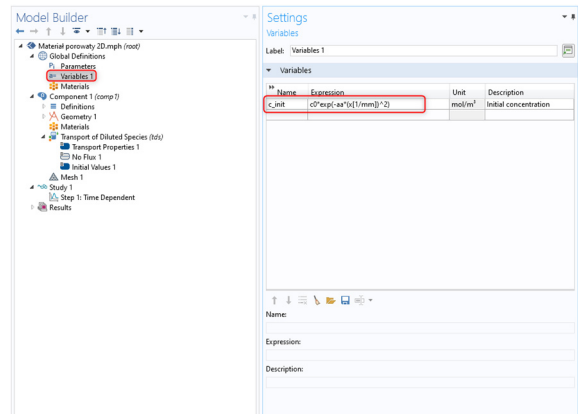 Model Builder
Material porowaty 2D.mph (root)
Global Definitions
Pi Parameters
a= Variables 1
Materials
Component 1 (comp1)
Definitions
Geometry 1
Materials
Transport of Diluted Species (tds)
Transport Properties 1
No Flux 1
Initial Values 1
Mesh 1
Study 1
Step 1: Time Dependent
Results
Settings
Variables
Label: Variables 1
Variables
Name Expression Unit Description
c_init c0*exp(-aa*(x[1/mm])^2) mol/m³ Initial concentration
Name:
Expression:
Description: